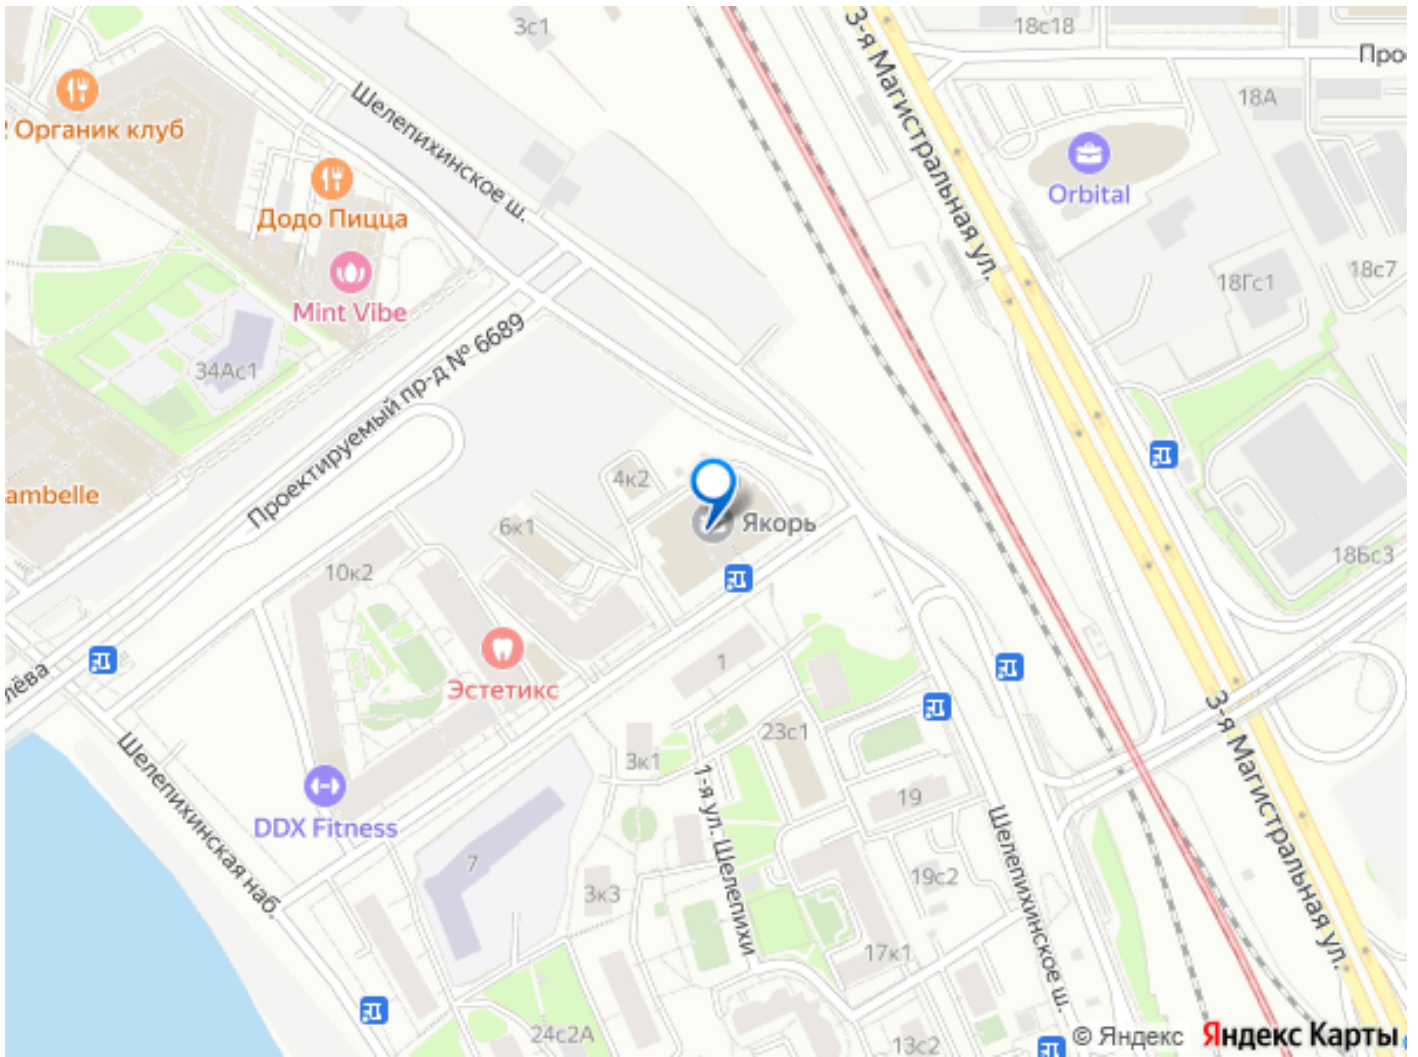 3с1
18с18
3-я Магистральная ул.
Про
18А
Шелепихинское ш.
Органик клуб
Orbital
Додо Пицца
Mint Vibe
18Гс1
18с7
34Ас1
Проектируемый пр-д № 6689
ambelle
4к2
6к1
Якорь
18Бс3
10к2
Эстетикс
1
лёва
3-я Магистральная ул.
23с1
3к1
Шелепихинская наб.
1-я ул. Шелепихи
19
Шелепихинское ш.
DDX Fitness
7
19с2
3к3
17к1
24с2А
13с2
© Яндекс Яндекс Карты